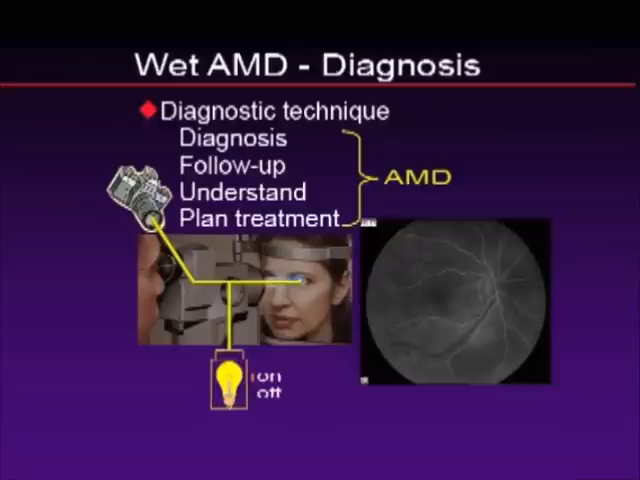 Wet AMD - Diagnosis
Diagnostic technique
Diagnosis
Follow-up
Understand
Plan treatment
AMD
on
off